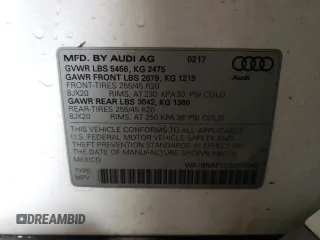 MFD. BY AUDI AG 0217
GVWR LBS 5456, KG 2475
GAWR FRONT LBS 2679, KG 1215
FRONT-TIRES 255/45 R20
8JX20 RIMS, AT 230 KPA 33 PSI COLD
GAWR REAR LBS 3042, KG 1380
REAR-TIRES 255/45 R20
8JX20 RIMS, AT 250 KPA 36 PSI COLD
THIS VEHICLE CONFORMS TO ALL APPLICABLE
U.S. FEDERAL MOTOR VEHICLE SAFETY, BUMPER AND
THEFT PREVENTION STANDARDS IN EFFECT
ON THE DATE OF MANUFACTURE SHOWN ABOVE
MEXICO
TYPE:
MPV
Audi
DREAMBID.COM